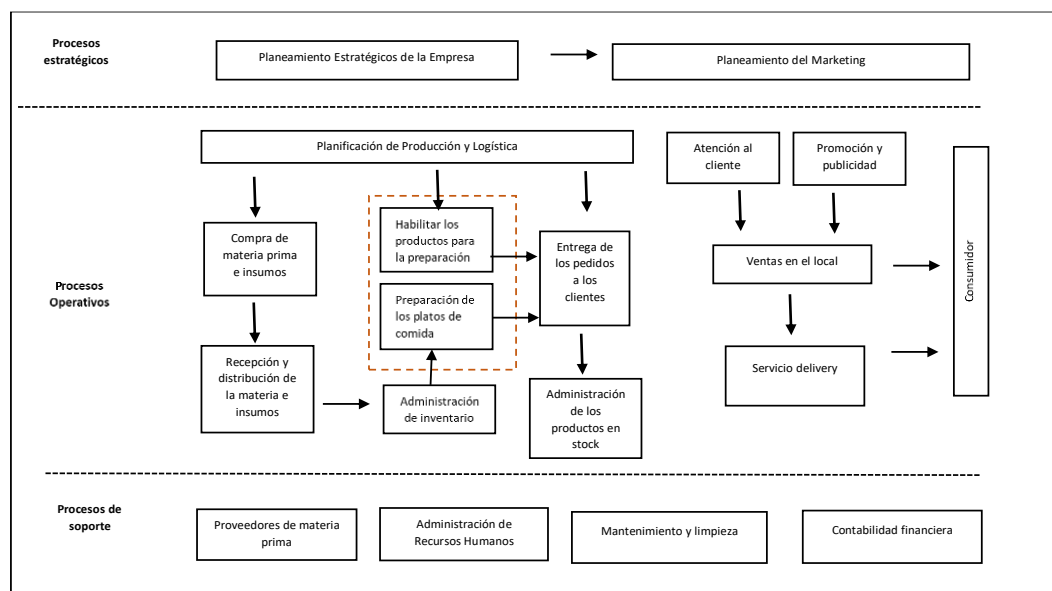 Procesos
estratégicos
Planeamiento Estratégicos de la Empresa
Planeamiento del Marketing
Planificación de Producción y Logística
Atención al
cliente
Promoción y
publicidad
Procesos
Operativos
Compra de
materia prima
e insumos
Habilitar los
productos para
la preparación
Entrega de
los pedidos
a los
clientes
Ventas en el local
Consumidor
Preparación de
los platos de
comida
Recepción y
distribución de
la materia e
insumos
Administración
de inventario
Administración
de los
productos en
stock
Servicio delivery
Procesos de
soporte
Proveedores de materia
prima
Administración de
Recursos Humanos
Mantenimiento y limpieza
Contabilidad financiera